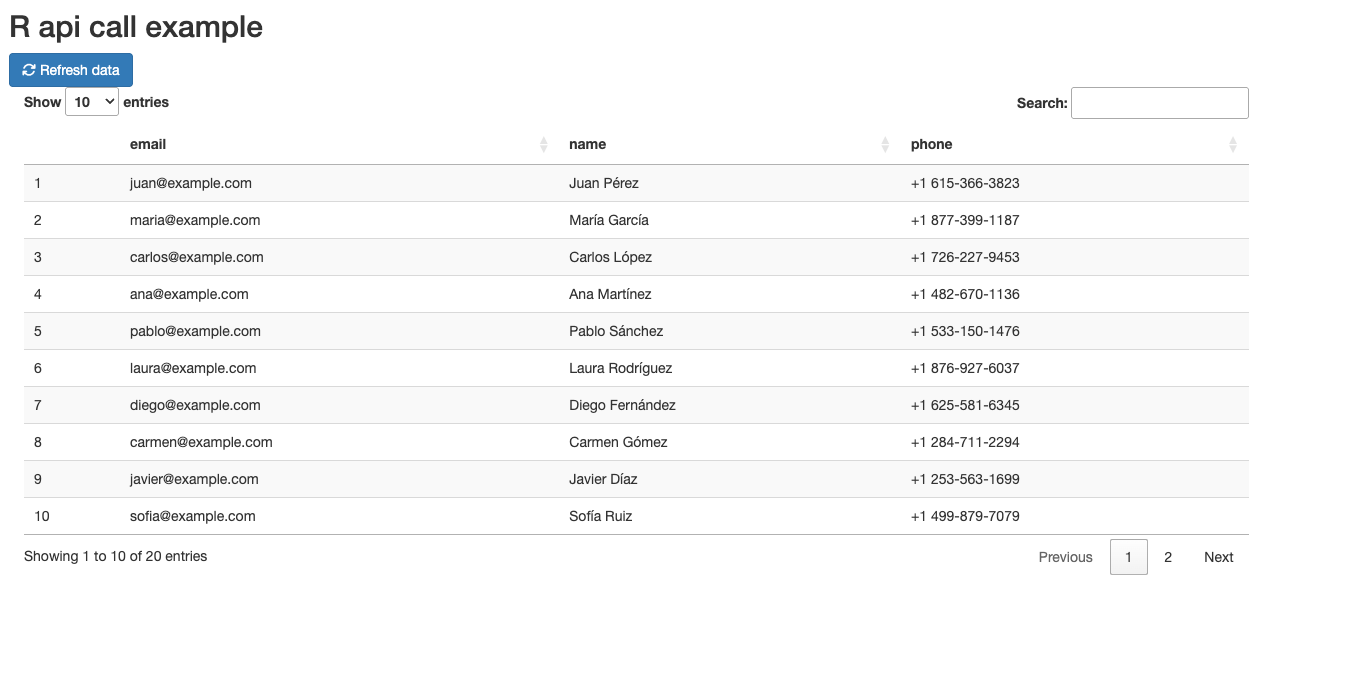 R api call example
Refresh data
Show 10 entries Search:
email name phone
1 juan@example.com Juan Pérez +1 615-366-3823
2 maria@example.com María García +1 877-399-1187
3 carlos@example.com Carlos López +1 726-227-9453
4 ana@example.com Ana Martínez +1 482-670-1136
5 pablo@example.com Pablo Sánchez +1 533-150-1476
6 laura@example.com Laura Rodríguez +1 876-927-6037
7 diego@example.com Diego Fernández +1 625-581-6345
8 carmen@example.com Carmen Gómez +1 284-711-2294
9 javier@example.com Javier Díaz +1 253-563-1699
10 sofia@example.com Sofía Ruiz +1 499-879-7079
Showing 1 to 10 of 20 entries Previous 1 2 Next